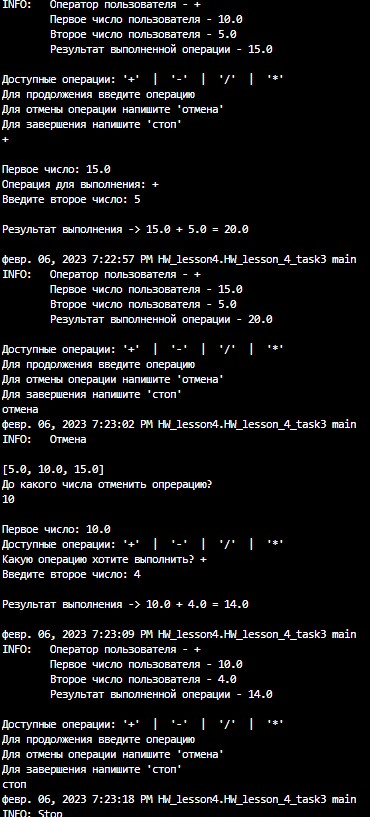 INFO: Оператор пользователя - +
Первое число пользователя - 10.0
Второе число пользователя - 5.0
Результат выполненной операции - 15.0
Доступные операции: '+' | '-' | '/' | '*'
Для продолжения введите операцию
Для отмены операции напишите 'отмена'
Для завершения напишите 'стоп'
+
Первое число: 15.0
Операция для выполнения: +
Введите второе число: 5
Результат выполнения -> 15.0 + 5.0 = 20.0
февр. 06, 2023 7:22:57 PM HW_lesson4.HW_lesson_4_task3 main
INFO: Оператор пользователя - +
Первое число пользователя - 15.0
Второе число пользователя - 5.0
Результат выполненной операции - 20.0
Доступные операции: '+' | '-' | '/' | '*'
Для продолжения введите операцию
Для отмены операции напишите 'отмена'
Для завершения напишите 'стоп'
отмена
февр. 06, 2023 7:23:02 PM HW_lesson4.HW_lesson_4_task3 main
INFO: Отмена
[5.0, 10.0, 15.0]
До какого числа отменить опрерацию?
10
Первое число: 10.0
Доступные операции: '+' | '-' | '/' | '*'
Какую операцию хотите выполнить? +
Введите второе число: 4
Результат выполнения -> 10.0 + 4.0 = 14.0
февр. 06, 2023 7:23:09 PM HW_lesson4.HW_lesson_4_task3 main
INFO: Оператор пользователя - +
Первое число пользователя - 10.0
Второе число пользователя - 4.0
Результат выполненной операции - 14.0
Доступные операции: '+' | '-' | '/' | '*'
Для продолжения введите операцию
Для отмены операции напишите 'отмена'
Для завершения напишите 'стоп'
стоп
февр. 06, 2023 7:23:18 PM HW_lesson4.HW_lesson_4_task3 main
INFO: Stop